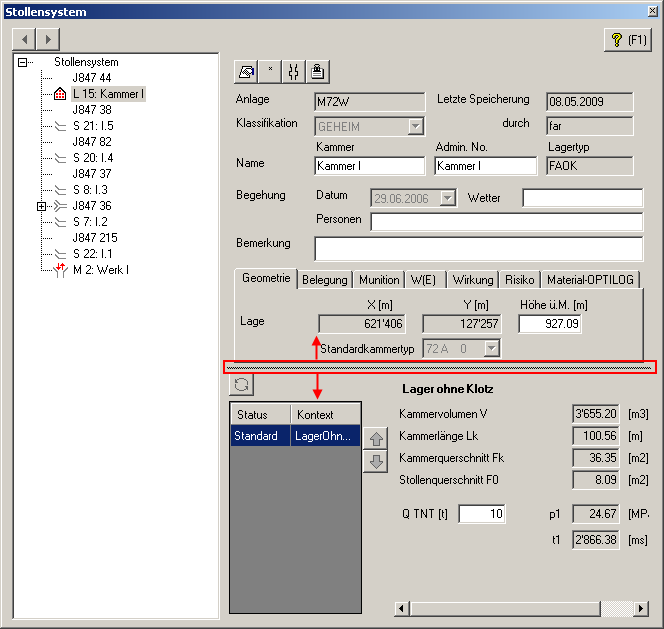 Stollensystem
(F1)
Stollensystem
J847 44
L 15: Kammer I
J847 38
S 21: I.5
J847 82
S 20: I.4
J847 37
S 8: I.3
J847 36
S 7: I.2
J847 215
S 22: I.1
M 2: Werk I
Anlage M72W Letzte Speicherung 08.05.2009
Klassifikation GEHEIM durch far
Kammer Admin. No. Lagertyp
Name Kammer I Kammer I FAOK
Begehung Datum 29.06.2006 Wetter
Personen
Bemerkung
Geometrie Belegung Munition W(E) Wirkung Risiko Material-OPTILOG
X [m] Y [m] Höhe ü.M. [m]
Lage 621'406 127'257 927.09
Standardkammertyp 72 A 0
Lager ohne Klotz
Status Kontext
Standard LagerOhn...
Kammervolumen V 3'655.20 [m3]
Kammerlänge Lk 100.56 [m]
Kammerquerschnitt Fk 36.35 [m2]
Stollenquerschnitt F0 8.09 [m2]
Q TNT [t] 10 p1 24.67 [MP.
t1 2'866.38 [ms]